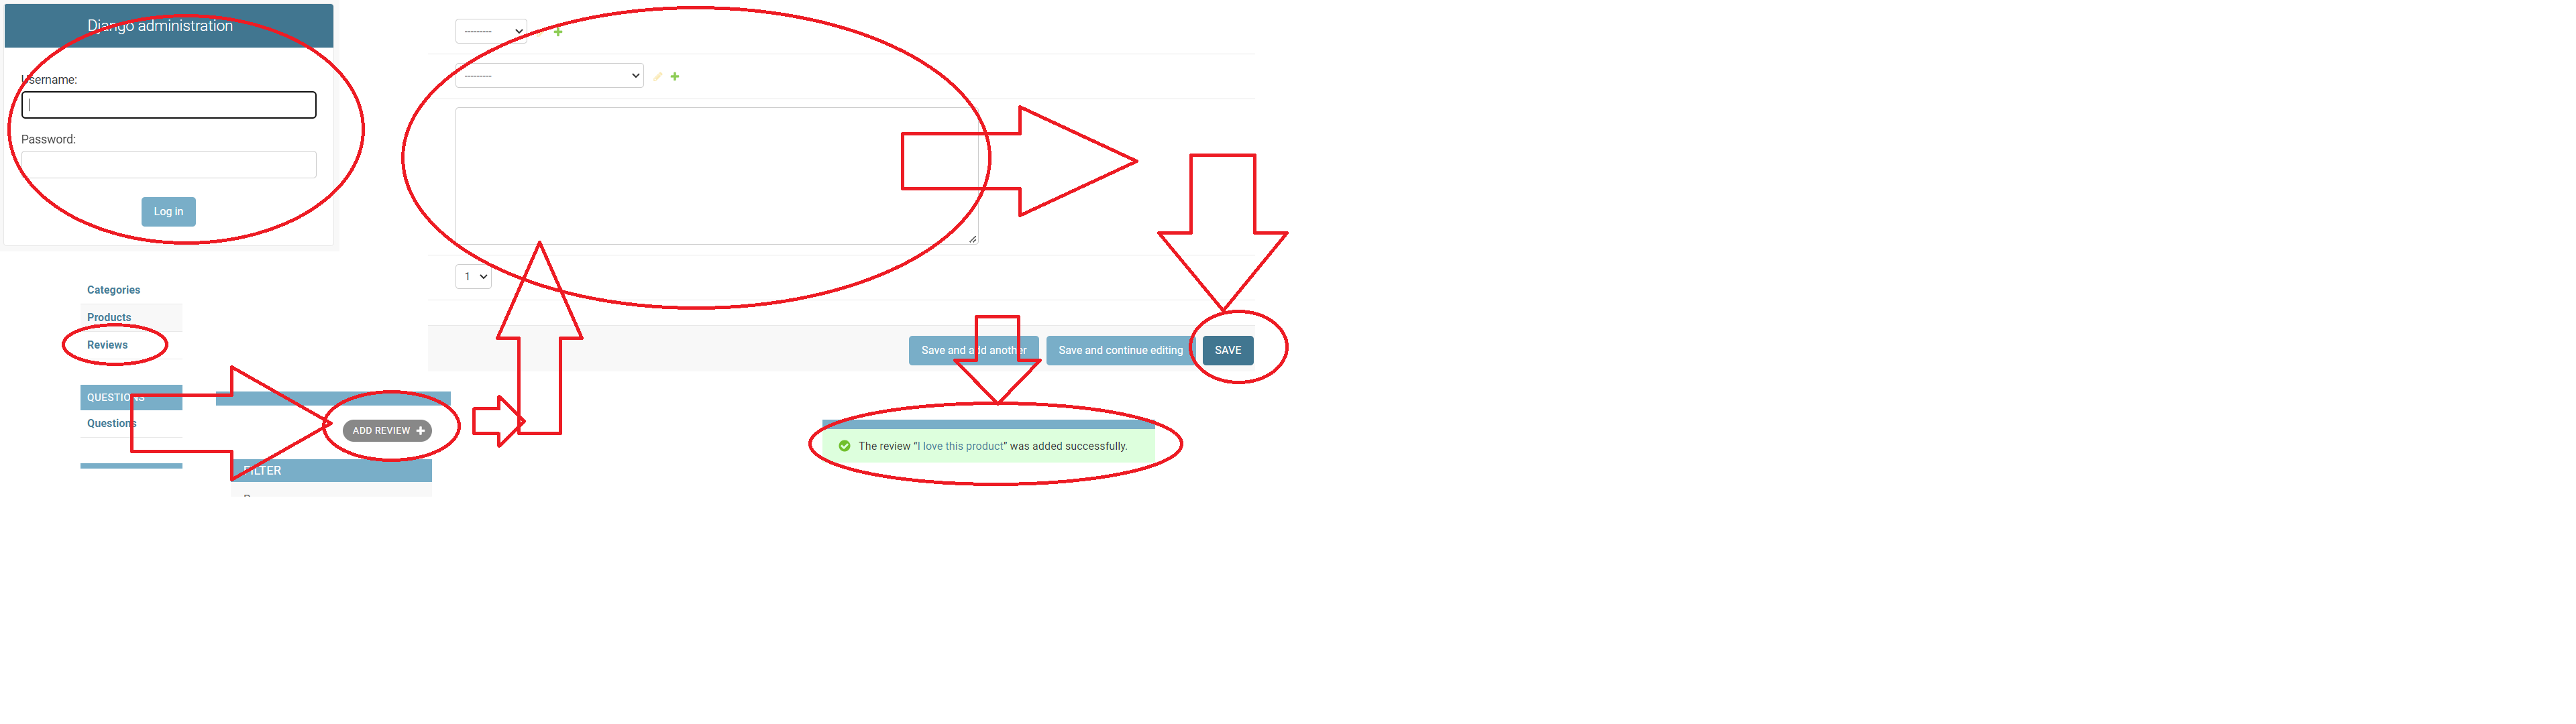 Django administration
Username:
Password:
Log in
Categories
Products
Reviews
QUESTIONS
Questions
ADD REVIEW +
FILTER
---------
---------
1
Save and add another
Save and continue editing
SAVE
The review “I love this product” was added successfully.